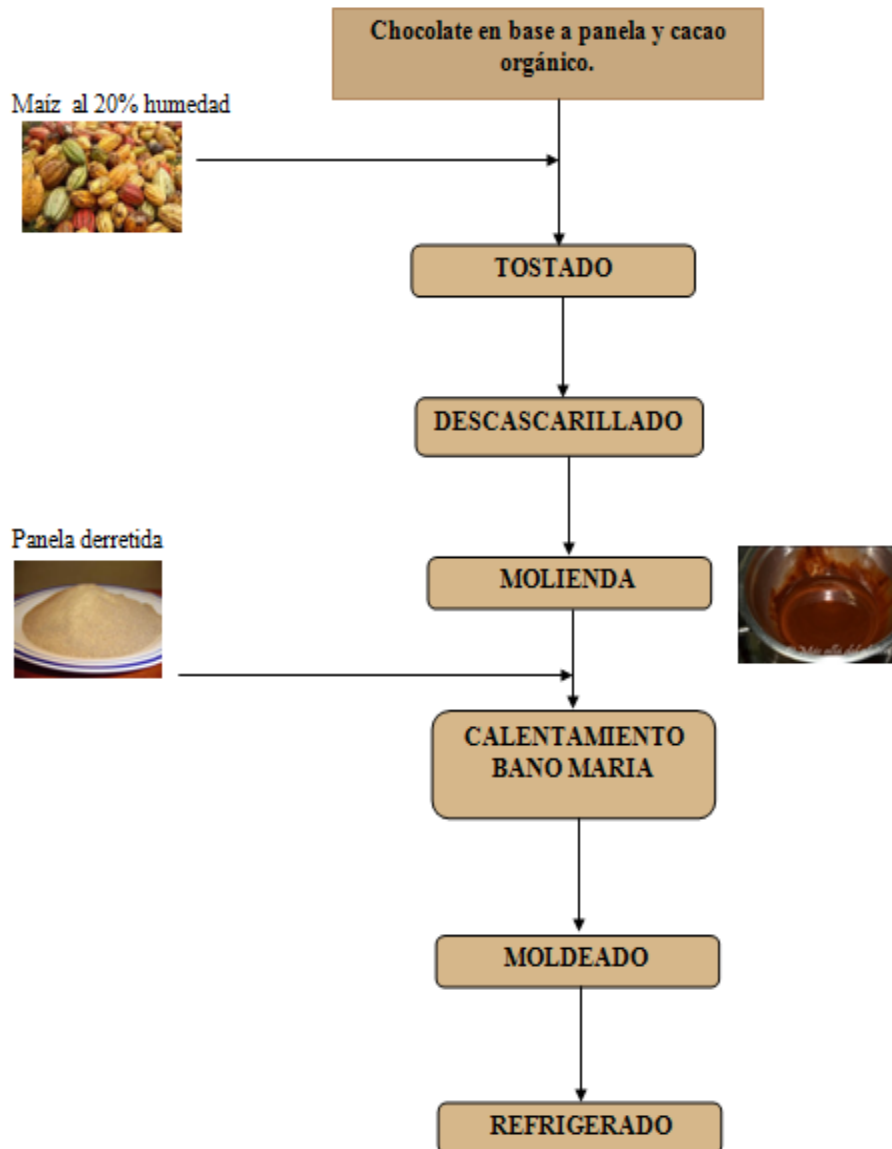 Chocolate en base a panela y cacao
orgánico.
Maíz al 20% humedad
TOSTADO
DESCASCARILLADO
Panela derretida
MOLIENDA
CALENTAMIENTO
BANO MARIA
MOLDEADO
REFRIGERADO